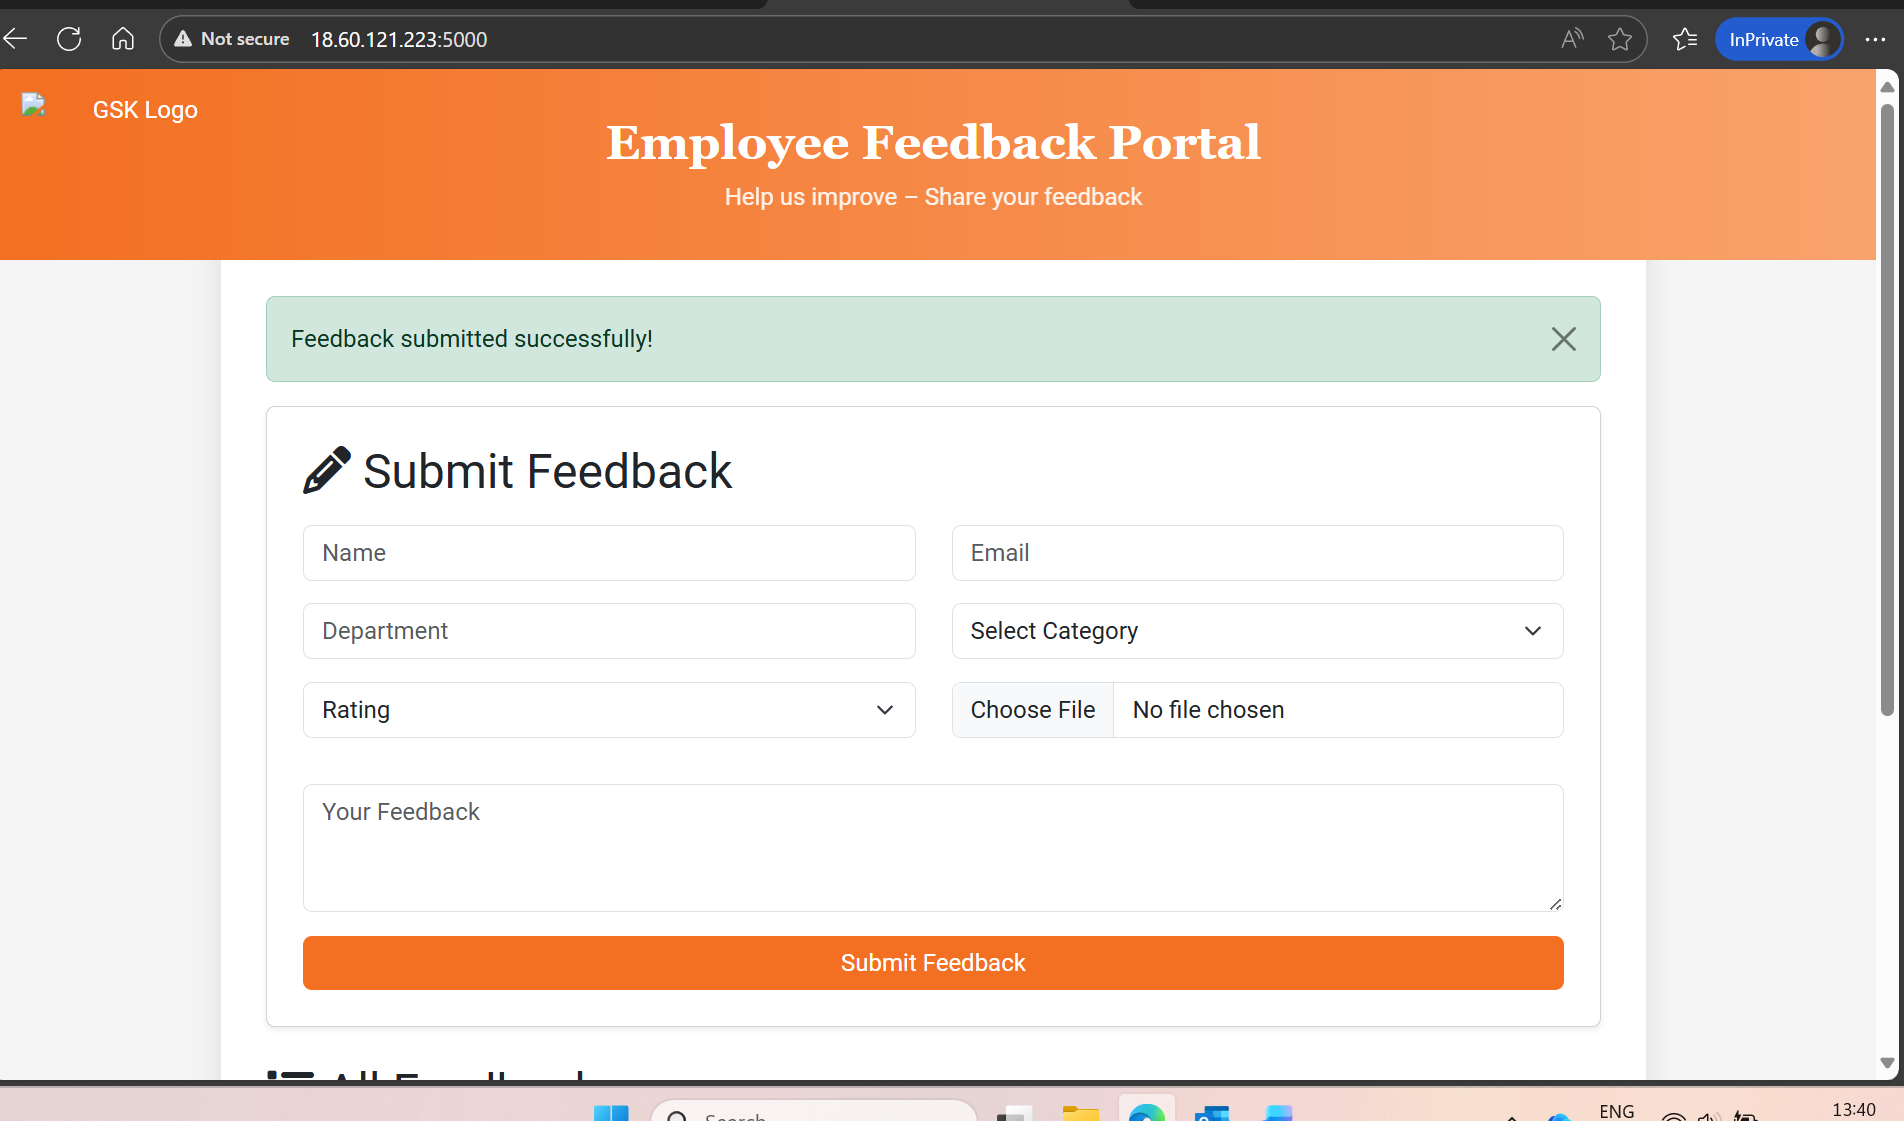 Not secure 18.60.121.223:5000
InPrivate
GSK Logo
Employee Feedback Portal
Help us improve – Share your feedback
Feedback submitted successfully!
Submit Feedback
Name
Email
Department
Select Category
Rating
Choose File No file chosen
Your Feedback
Submit Feedback
All Feedback
Search
ENG
13:40